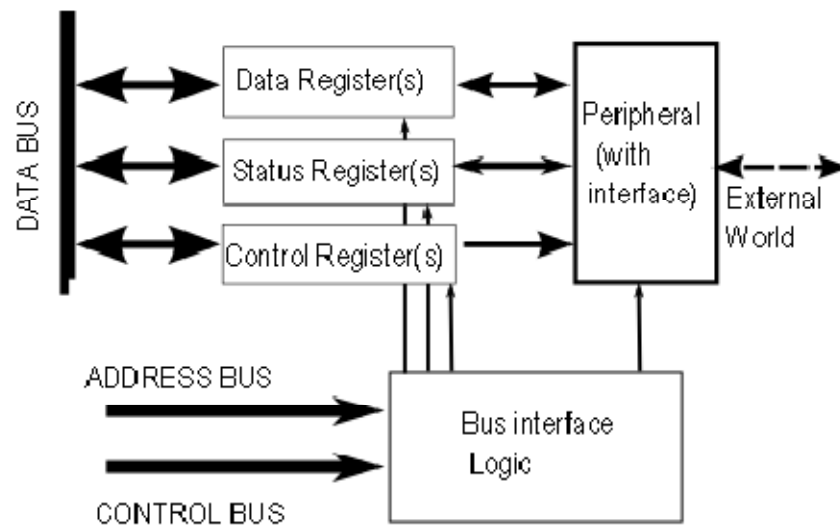 DATA BUS
Data Register(s)
Status Register(s)
Control Register(s)
Peripheral
(with
interface)
External
World
ADDRESS BUS
CONTROL BUS
Bus interface
Logic